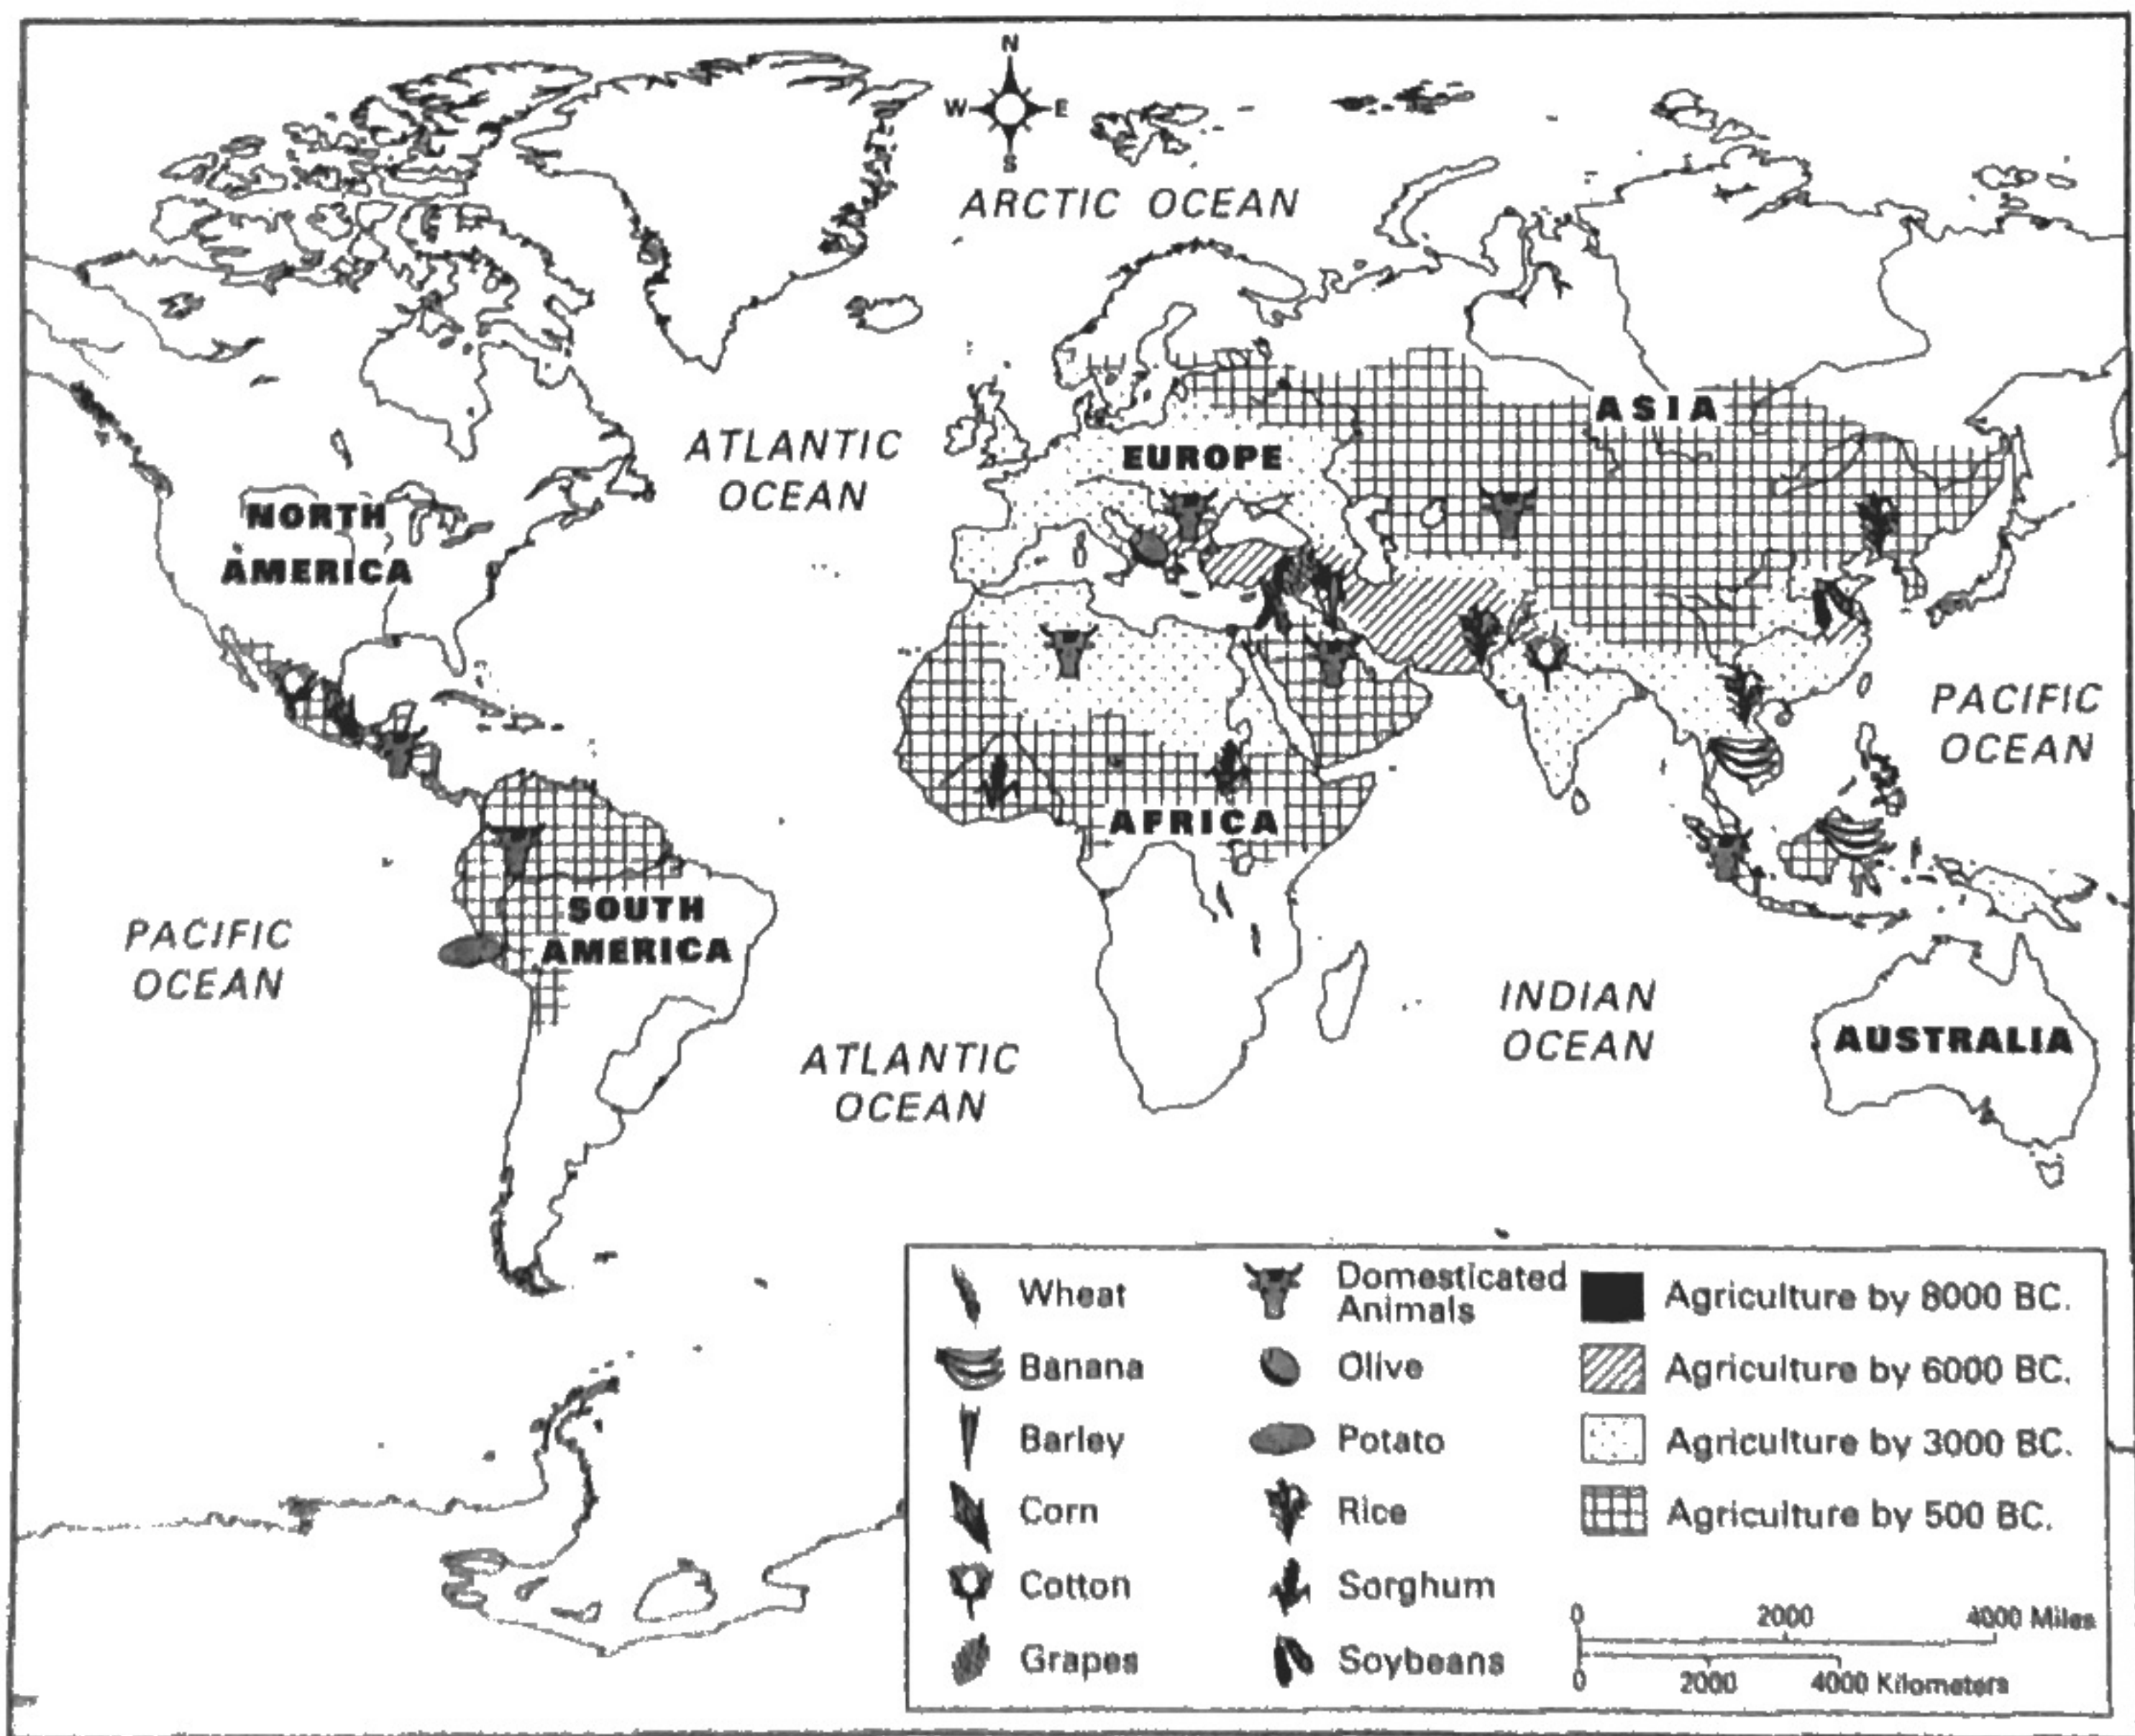 N
W E
S
ARCTIC OCEAN
ASIA
ATLANTIC
OCEAN
EUROPE
NORTH
AMERICA
PACIFIC
OCEAN
AFRICA
SOUTH
AMERICA
PACIFIC
OCEAN
INDIAN
OCEAN
AUSTRALIA
ATLANTIC
OCEAN
Wheat
Banana
Barley
Corn
Cotton
Grapes
Domesticated
Animals
Olive
Potato
Rice
Sorghum
Soybeans
Agriculture by 8000 BC.
Agriculture by 6000 BC.
Agriculture by 3000 BC.
Agriculture by 500 BC.
0 2000 4000 Miles
0 2000 4000 Kilometers